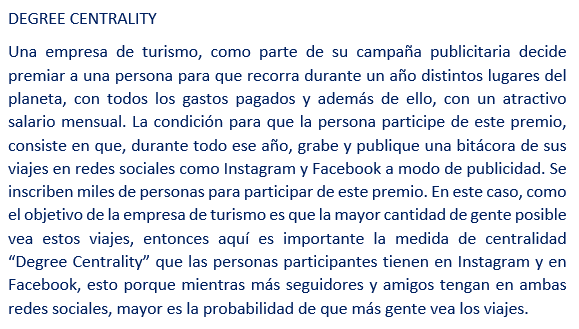 DEGREE CENTRALITY
Una empresa de turismo, como parte de su campaña publicitaria decide
premiar a una persona para que recorra durante un año distintos lugares del
planeta, con todos los gastos pagados y además de ello, con un atractivo
salario mensual. La condición para que la persona participe de este premio,
consiste en que, durante todo ese año, grabe y publique una bitácora de sus
viajes en redes sociales como Instagram y Facebook a modo de publicidad. Se
inscriben miles de personas para participar de este premio. En este caso, como
el objetivo de la empresa de turismo es que la mayor cantidad de gente posible
vea estos viajes, entonces aquí es importante la medida de centralidad
“Degree Centrality” que las personas participantes tienen en Instagram y en
Facebook, esto porque mientras más seguidores y amigos tengan en ambas
redes sociales, mayor es la probabilidad de que más gente vea los viajes.